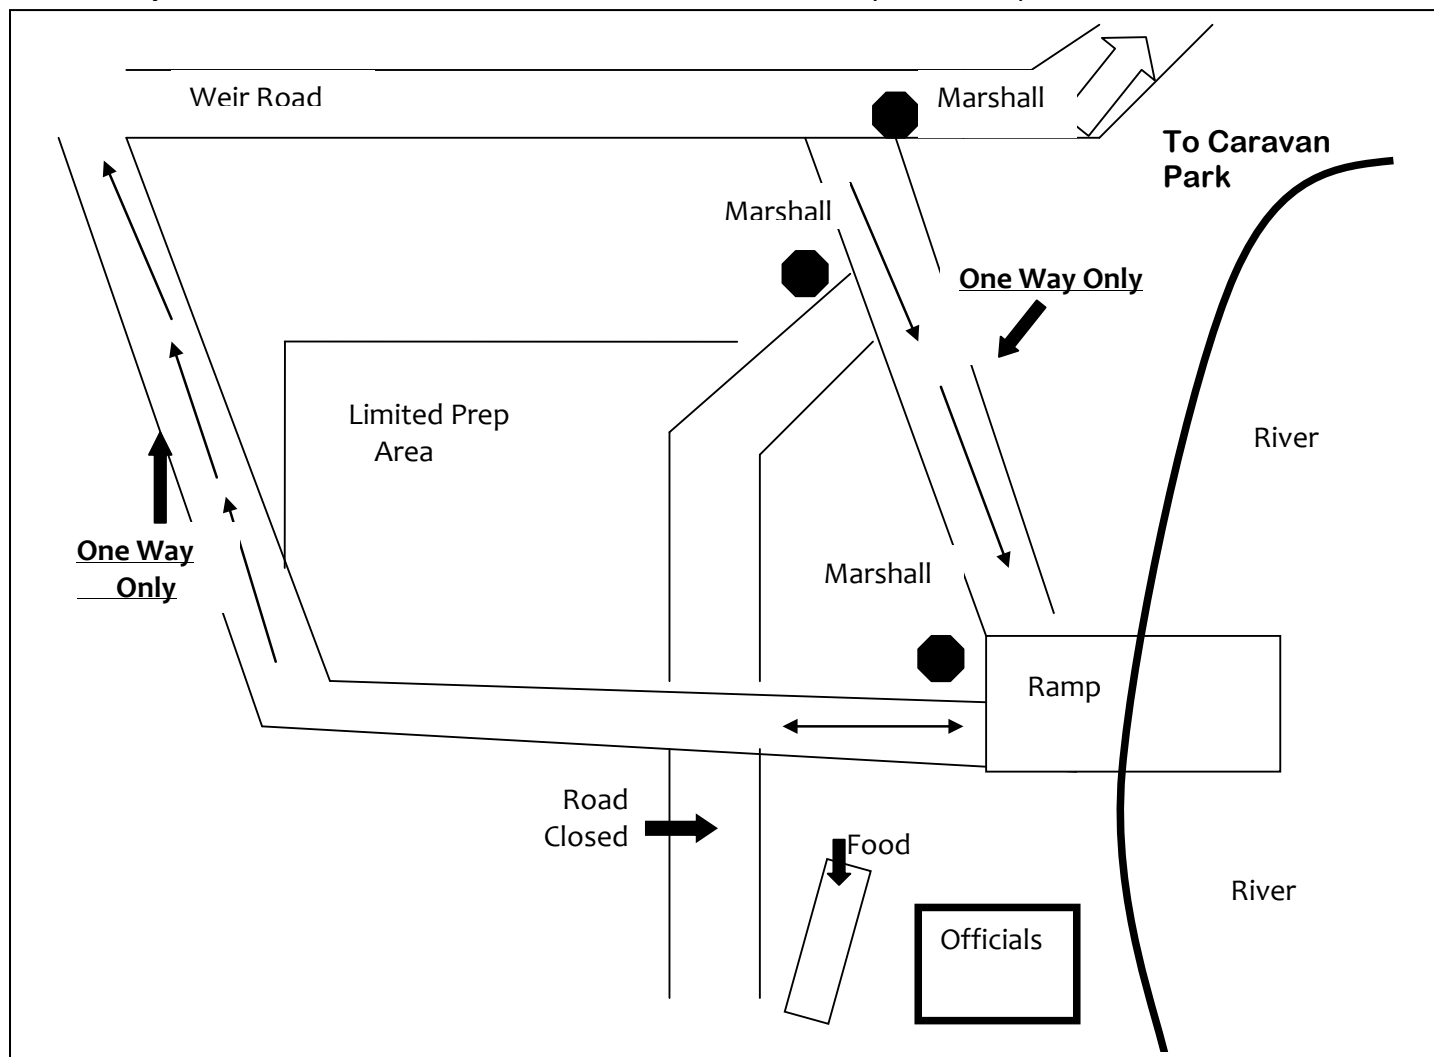 Weir Road
Marshall
To Caravan
Park
Marshall
One Way Only
Limited Prep
Area
River
One Way
Only
Marshall
Ramp
Road
Closed
Food
River
Officials